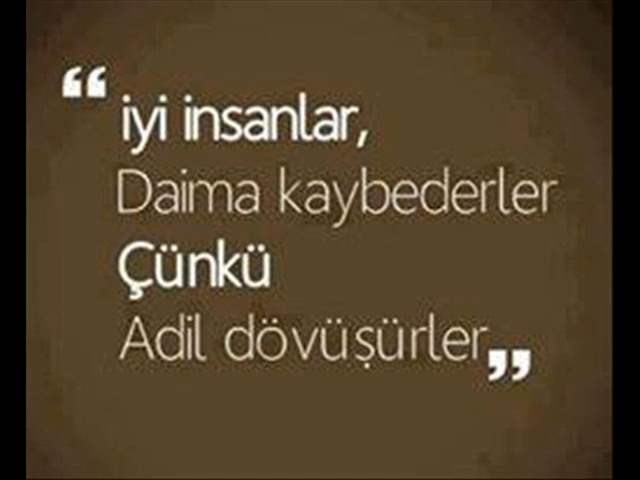 “ iyi insanlar,
Daima kaybederler
Çünkü
Adil dövüşürler „